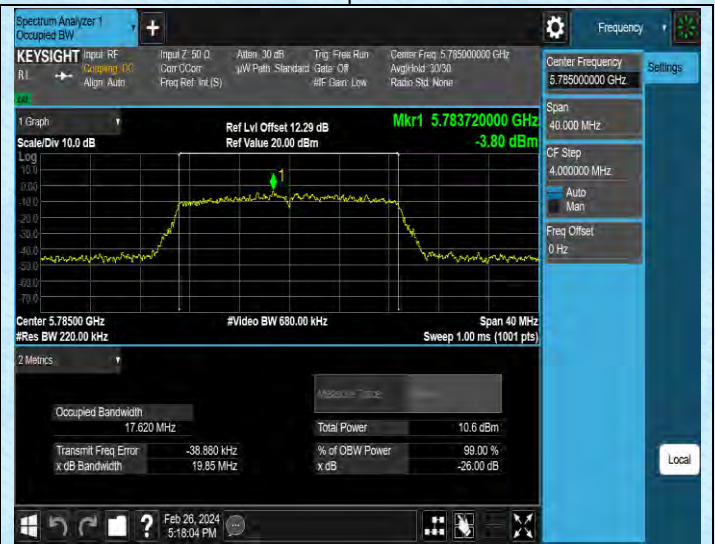 Spectrum Analyzer 1
Occupied BW
+
Frequency
KEYSIGHT
RL
Input: RF
Coupling: DC
Align: Auto
Input Z: 50 Ω
Corr CCorr
Freq Ref: Int (S)
Atten: 30 dB
µW Path: Standard
Trig: Free Run
Gate: Off
#IF Gain: Low
Center Freq: 5.785000000 GHz
Avg|Hold: 30/30
Radio Std: None
Center Frequency
5.785000000 GHz
Settings
Span
40.000 MHz
CF Step
4.000000 MHz
Auto
Man
Freq Offset
0 Hz
1 Graph
Scale/Div 10.0 dB
Ref Lvl Offset 12.29 dB
Ref Value 20.00 dBm
Mkr1 5.783720000 GHz
-3.80 dBm
Log
10.0
0.00
-10.0
-20.0
-30.0
-40.0
-50.0
-60.0
-70.0
1
Center 5.78500 GHz
#Res BW 220.00 kHz
#Video BW 680.00 kHz
Span 40 MHz
Sweep 1.00 ms (1001 pts)
2 Metrics
Measure Trace
Occupied Bandwidth
17.620 MHz
Total Power 10.6 dBm
Transmit Freq Error -38.880 kHz
% of OBW Power 99.00 %
x dB Bandwidth 19.85 MHz
x dB -26.00 dB
Local
?
Feb 26, 2024
5:18:04 PM